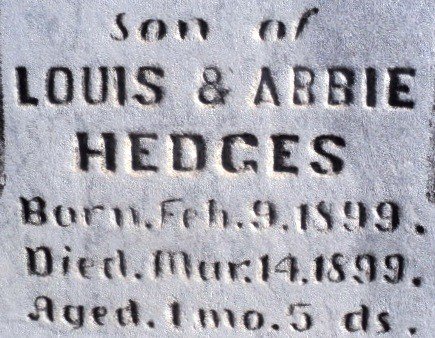 Son of
LOUIS & ABBIE
HEDGES
Born. Feb. 9. 1899.
Died. Mar. 14. 1899.
Aged. 1 mo. 5 ds.